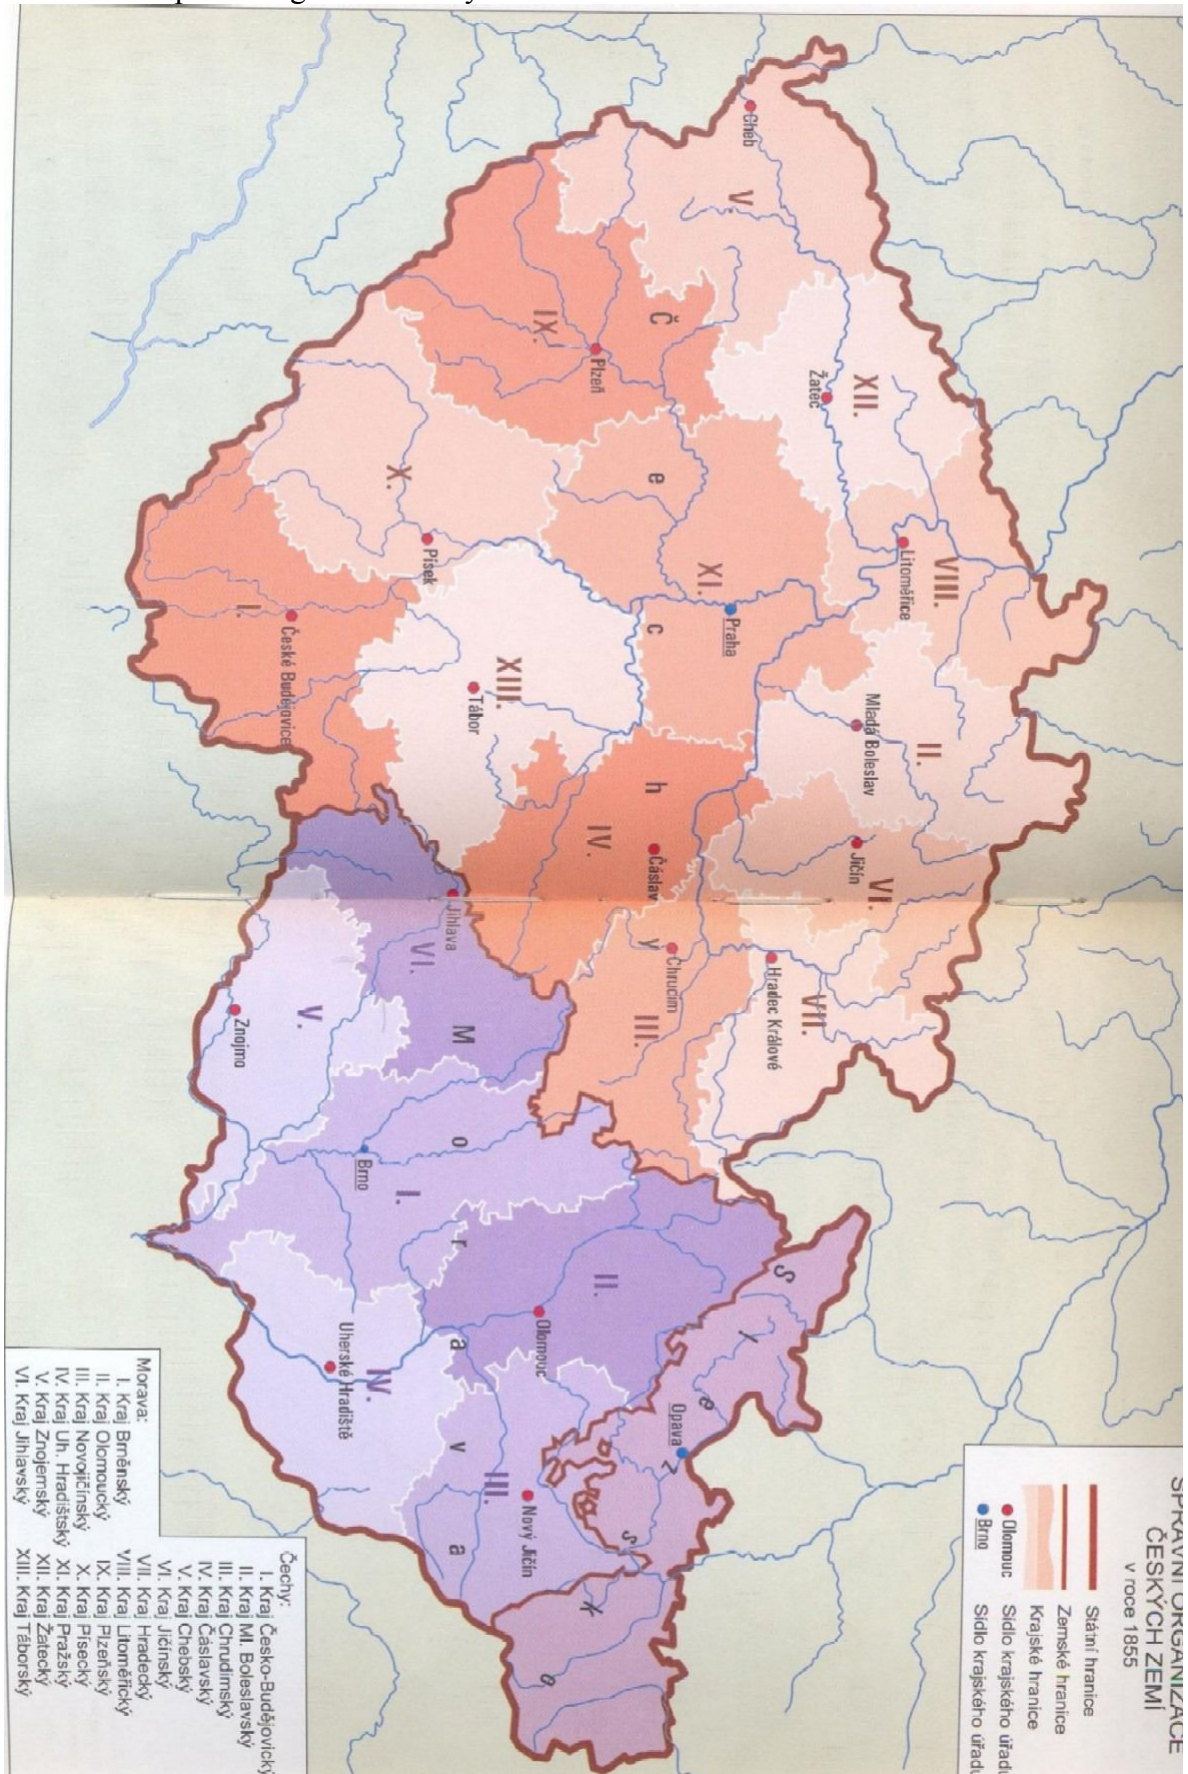 SPRÁVNÍ ORGANIZACE
ČESKÝCH ZEMÍ
v roce 1855
Státní hranice
Zemské hranice
Krajské hranice
Olomouc Sídlo krajského úřadu
Brno Sídlo krajského úřadu
Č e c h y
M o r a v a
S l e z s k o
Cheb
V.
XII.
Žatec
VIII.
Litoměřice
II.
Mladá Boleslav
VI.
Jičín
VII.
Hradec Králové
IX.
Plzeň
XI.
Praha
IV.
Čáslav
III.
Chrudim
X.
Písek
XIII.
Tábor
I.
České Budějovice
VI.
Jihlava
V.
Znojmo
I.
Brno
II.
Olomouc
Opava
III.
Nový Jičín
IV.
Uherské Hradiště
Morava:
I. Kraj Brněnský
II. Kraj Olomoucký
III. Kraj Novojičínský
IV. Kraj Uh. Hradištský
V. Kraj Znojemský
VI. Kraj Jihlavský
Čechy:
I. Kraj Česko-Budějovický
II. Kraj Ml. Boleslavský
III. Kraj Chrudimský
IV. Kraj Čáslavský
V. Kraj Chebský
VI. Kraj Jičínský
VII. Kraj Hradecký
VIII. Kraj Litoměřický
IX. Kraj Plzeňský
X. Kraj Písecký
XI. Kraj Pražský
XII. Kraj Žatecký
XIII. Kraj Táborský